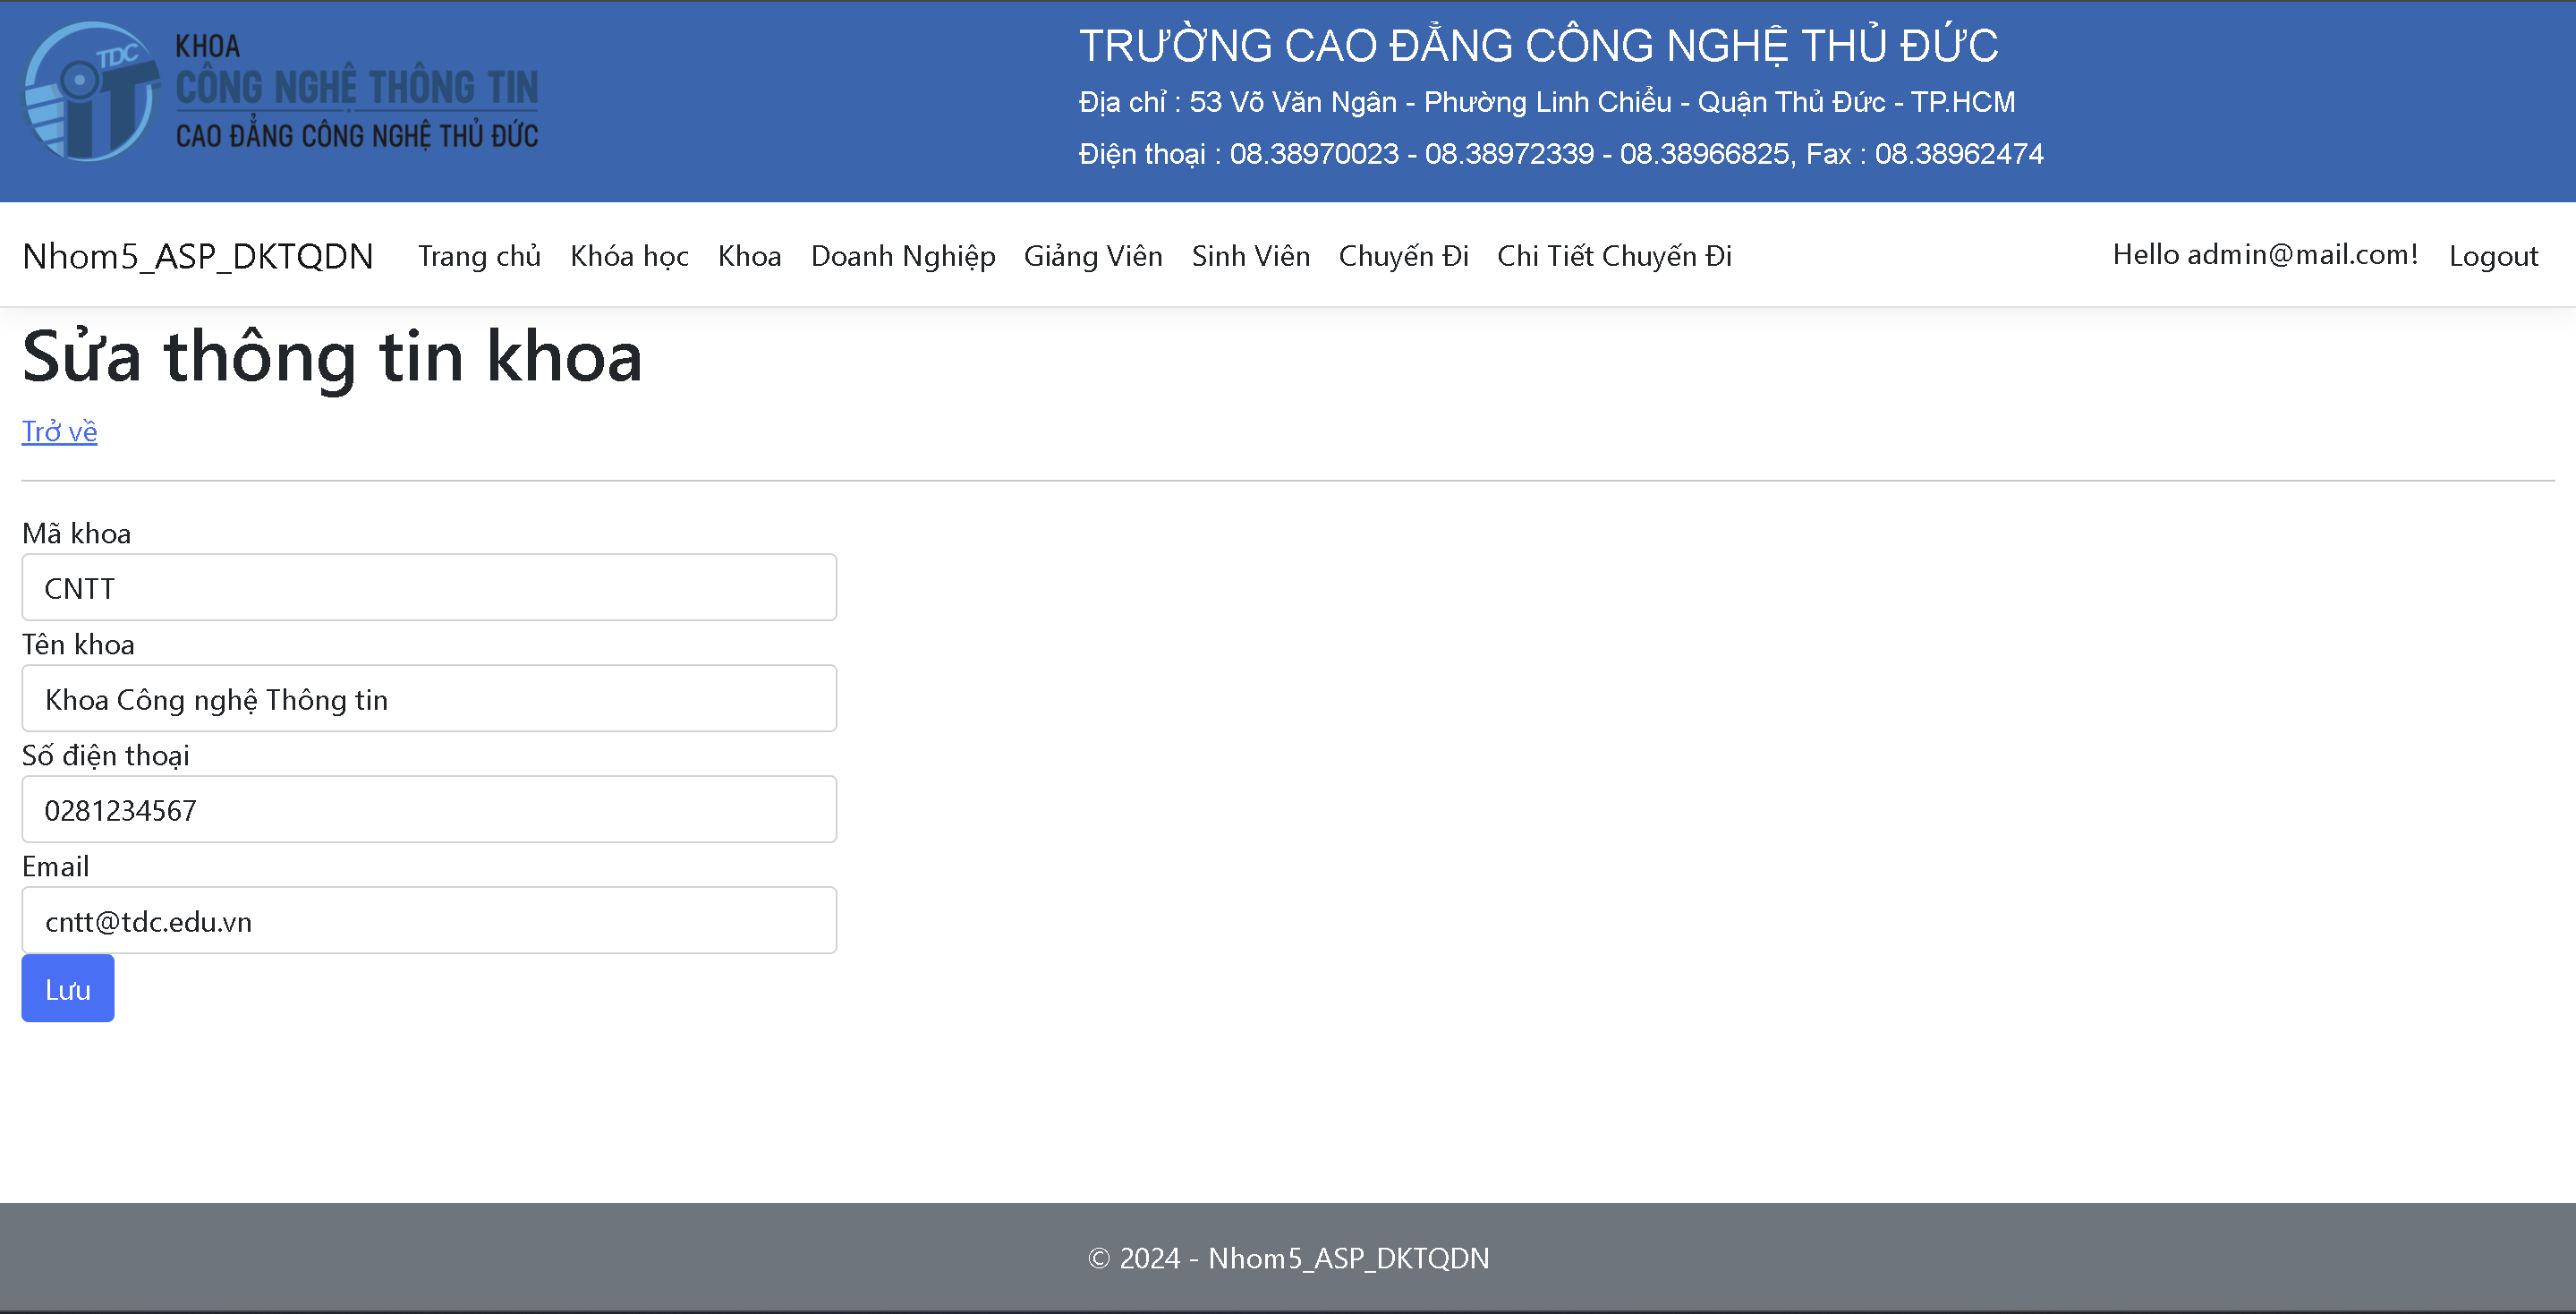 TDC
IT
KHOA
CÔNG NGHỆ THÔNG TIN
CAO ĐẲNG CÔNG NGHỆ THỦ ĐỨC
TRƯỜNG CAO ĐẲNG CÔNG NGHỆ THỦ ĐỨC
Địa chỉ : 53 Võ Văn Ngân - Phường Linh Chiểu - Quận Thủ Đức - TP.HCM
Điện thoại : 08.38970023 - 08.38972339 - 08.38966825, Fax : 08.38962474
Nhom5_ASP_DKTQDN Trang chủ Khóa học Khoa Doanh Nghiệp Giảng Viên Sinh Viên Chuyến Đi Chi Tiết Chuyến Đi Hello admin@mail.com! Logout
Sửa thông tin khoa
Trở về
Mã khoa
CNTT
Tên khoa
Khoa Công nghệ Thông tin
Số điện thoại
0281234567
Email
cntt@tdc.edu.vn
Lưu
© 2024 - Nhom5_ASP_DKTQDN